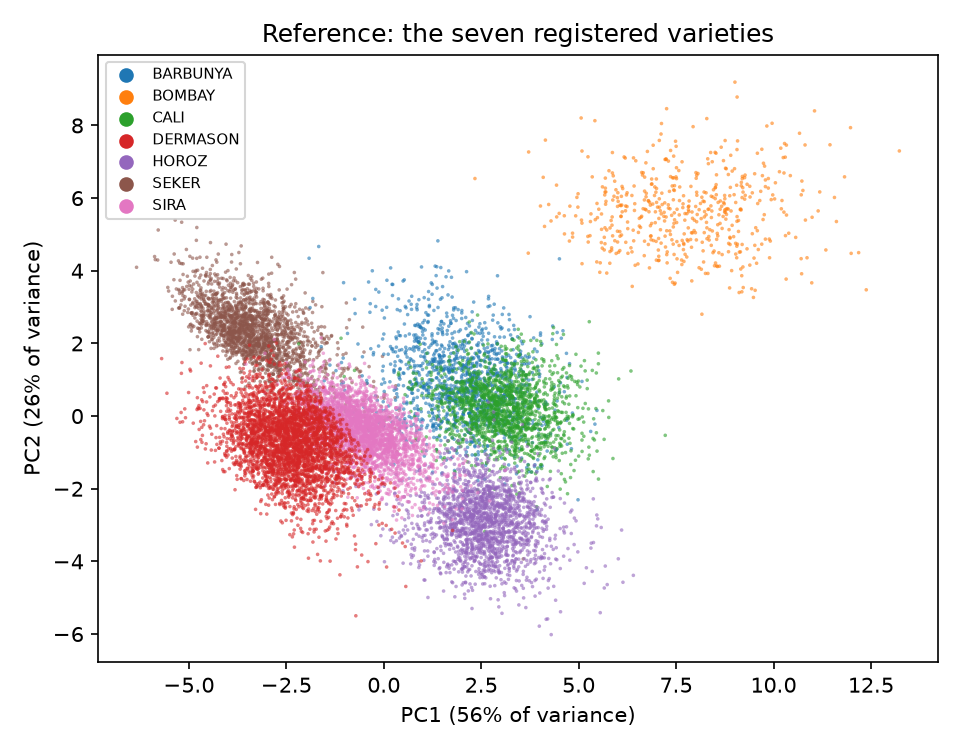 Reference: the seven registered varieties
BARBUNYA
BOMBAY
CALI
DERMASON
HOROZ
SEKER
SIRA
8
6
4
2
0
−2
−4
−6
PC2 (26% of variance)
−5.0 −2.5 0.0 2.5 5.0 7.5 10.0 12.5
PC1 (56% of variance)